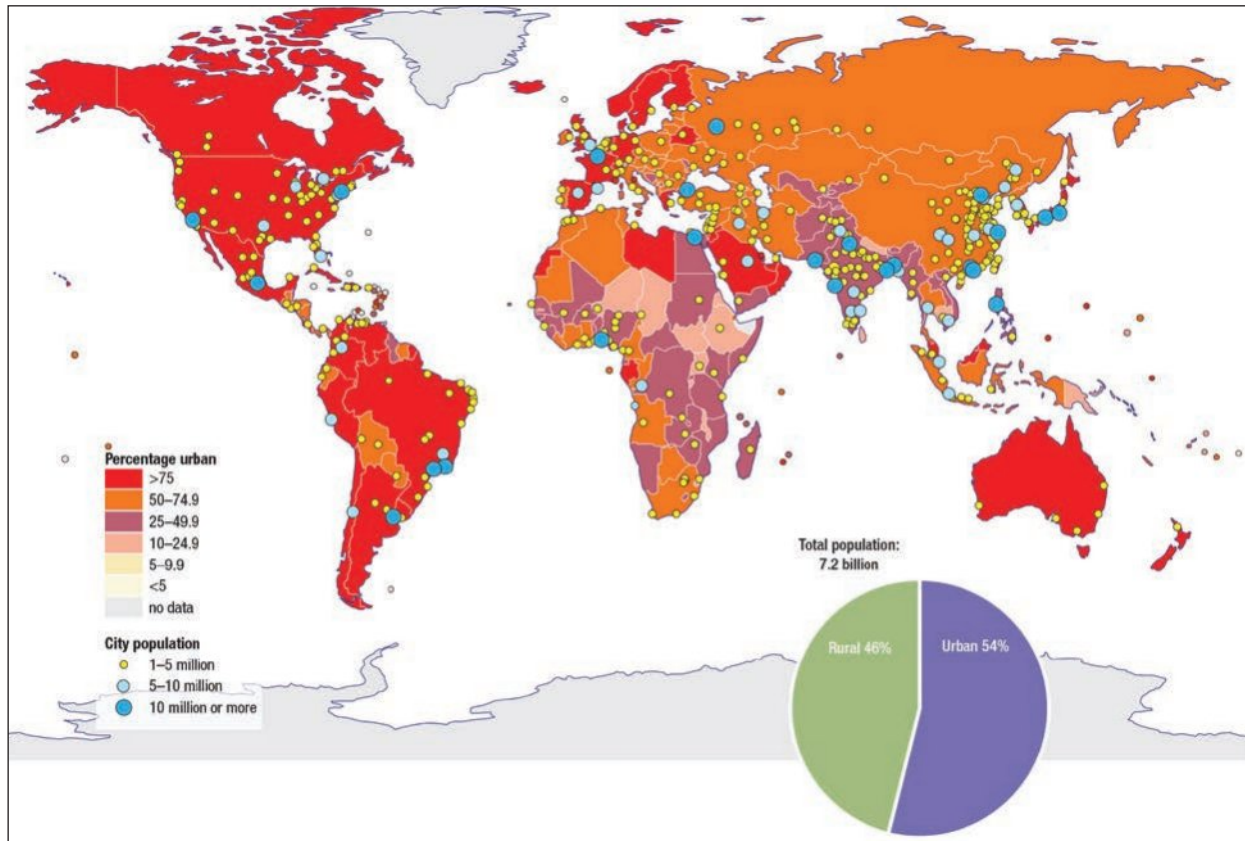 Percentage urban
>75
50–74.9
25–49.9
10–24.9
5–9.9
<5
no data
City population
1–5 million
5–10 million
10 million or more
Total population:
7.2 billion
Rural 46%
Urban 54%